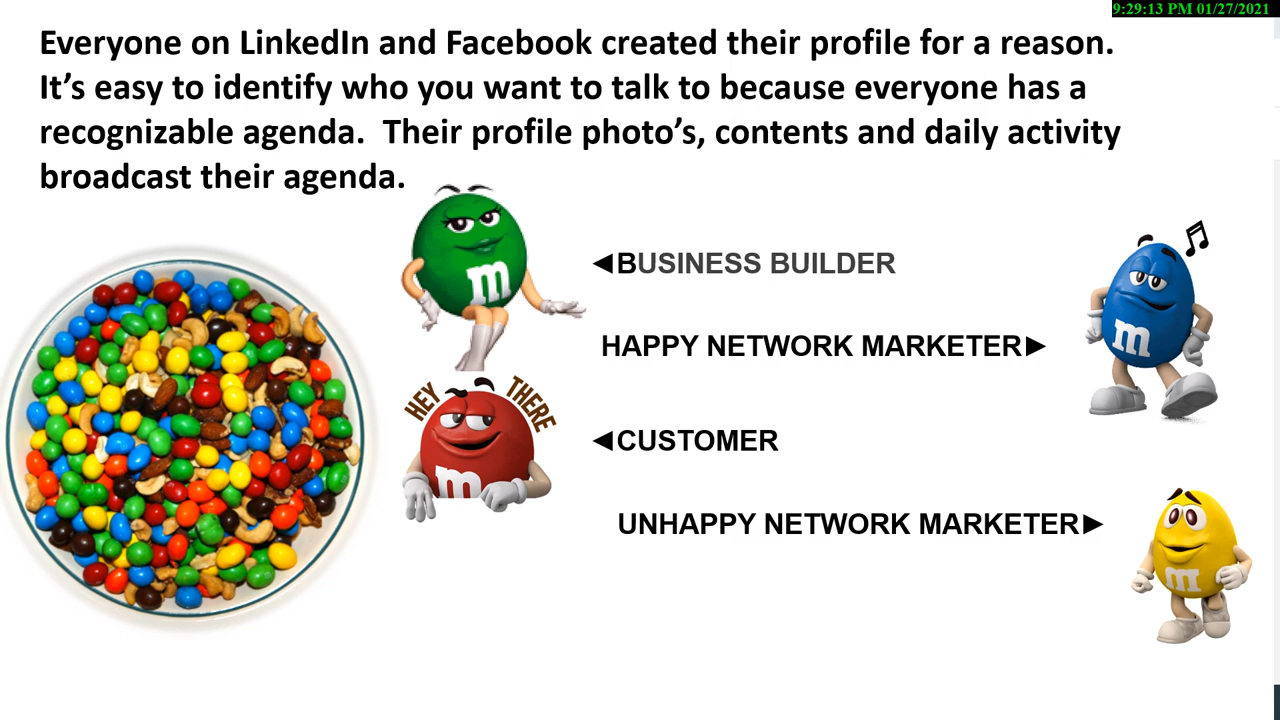 9:29:13 PM 01/27/2021
Everyone on LinkedIn and Facebook created their profile for a reason.
It's easy to identify who you want to talk to because everyone has a
recognizable agenda.  Their profile photo's, contents and daily activity
broadcast their agenda.
m
◄BUSINESS BUILDER
m
HAPPY NETWORK MARKETER►
HEY THERE
m
◄CUSTOMER
UNHAPPY NETWORK MARKETER►
m